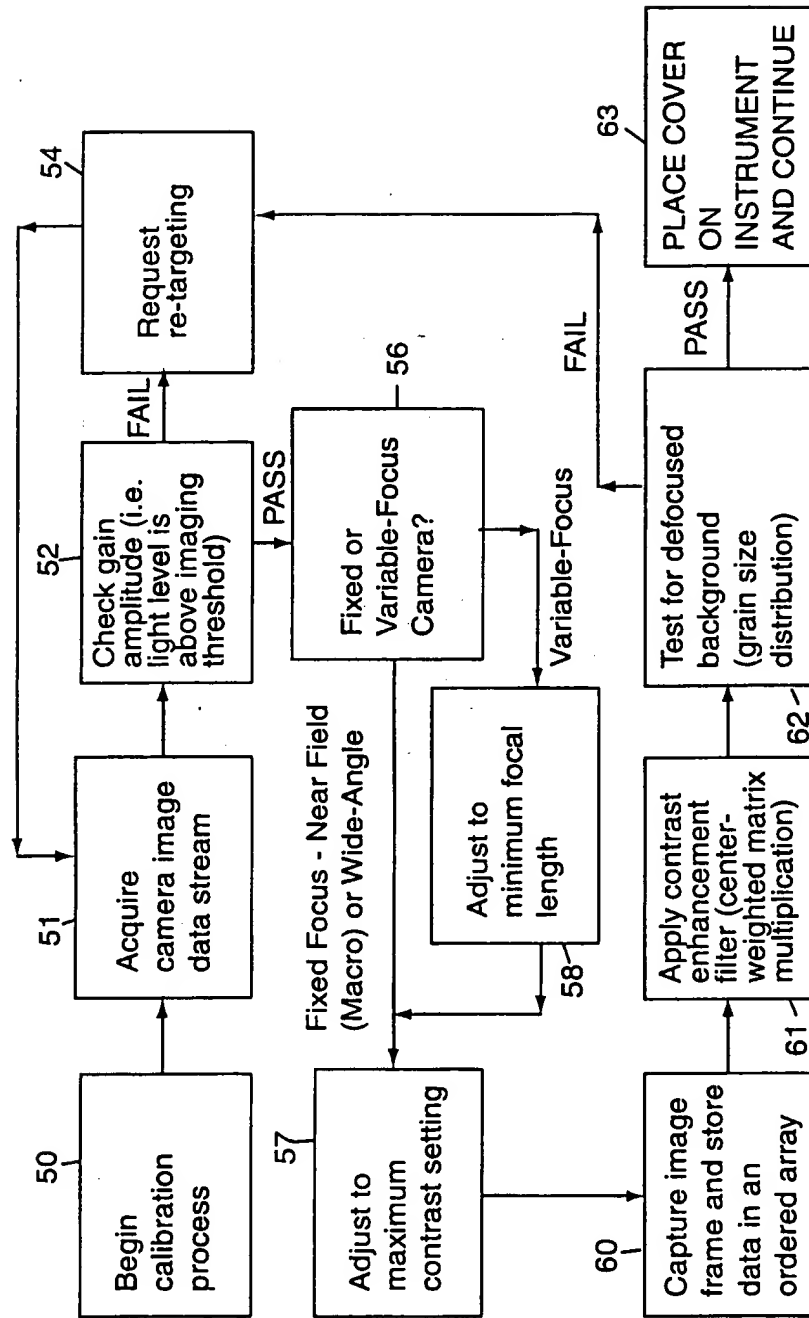 50
Begin
calibration
process
51
Acquire
camera image
data stream
52
Check gain
amplitude (i.e.
light level is
above imaging
threshold)
FAIL
54
Request
re-targeting
PASS
56
Fixed or
Variable-Focus
Camera?
Fixed Focus - Near Field
(Macro) or Wide-Angle
Variable-Focus
Adjust to
minimum focal
length
58
57
Adjust to
maximum
contrast setting
60
Capture image
frame and store
data in an
ordered array
61
Apply contrast
enhancement
filter (center-
weighted matrix
multiplication)
62
Test for defocused
background
(grain size
distribution)
FAIL
PASS
63
PLACE COVER
ON
INSTRUMENT
AND CONTINUE